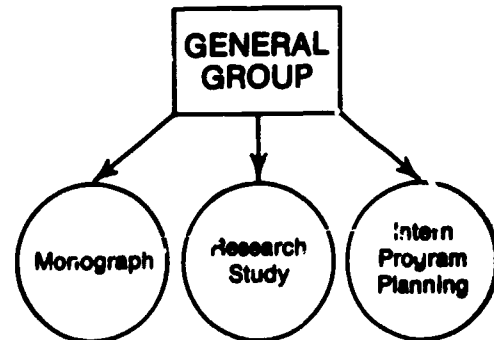 GENERAL
GROUP
Monograph
Research
Study
Intern
Program
Planning